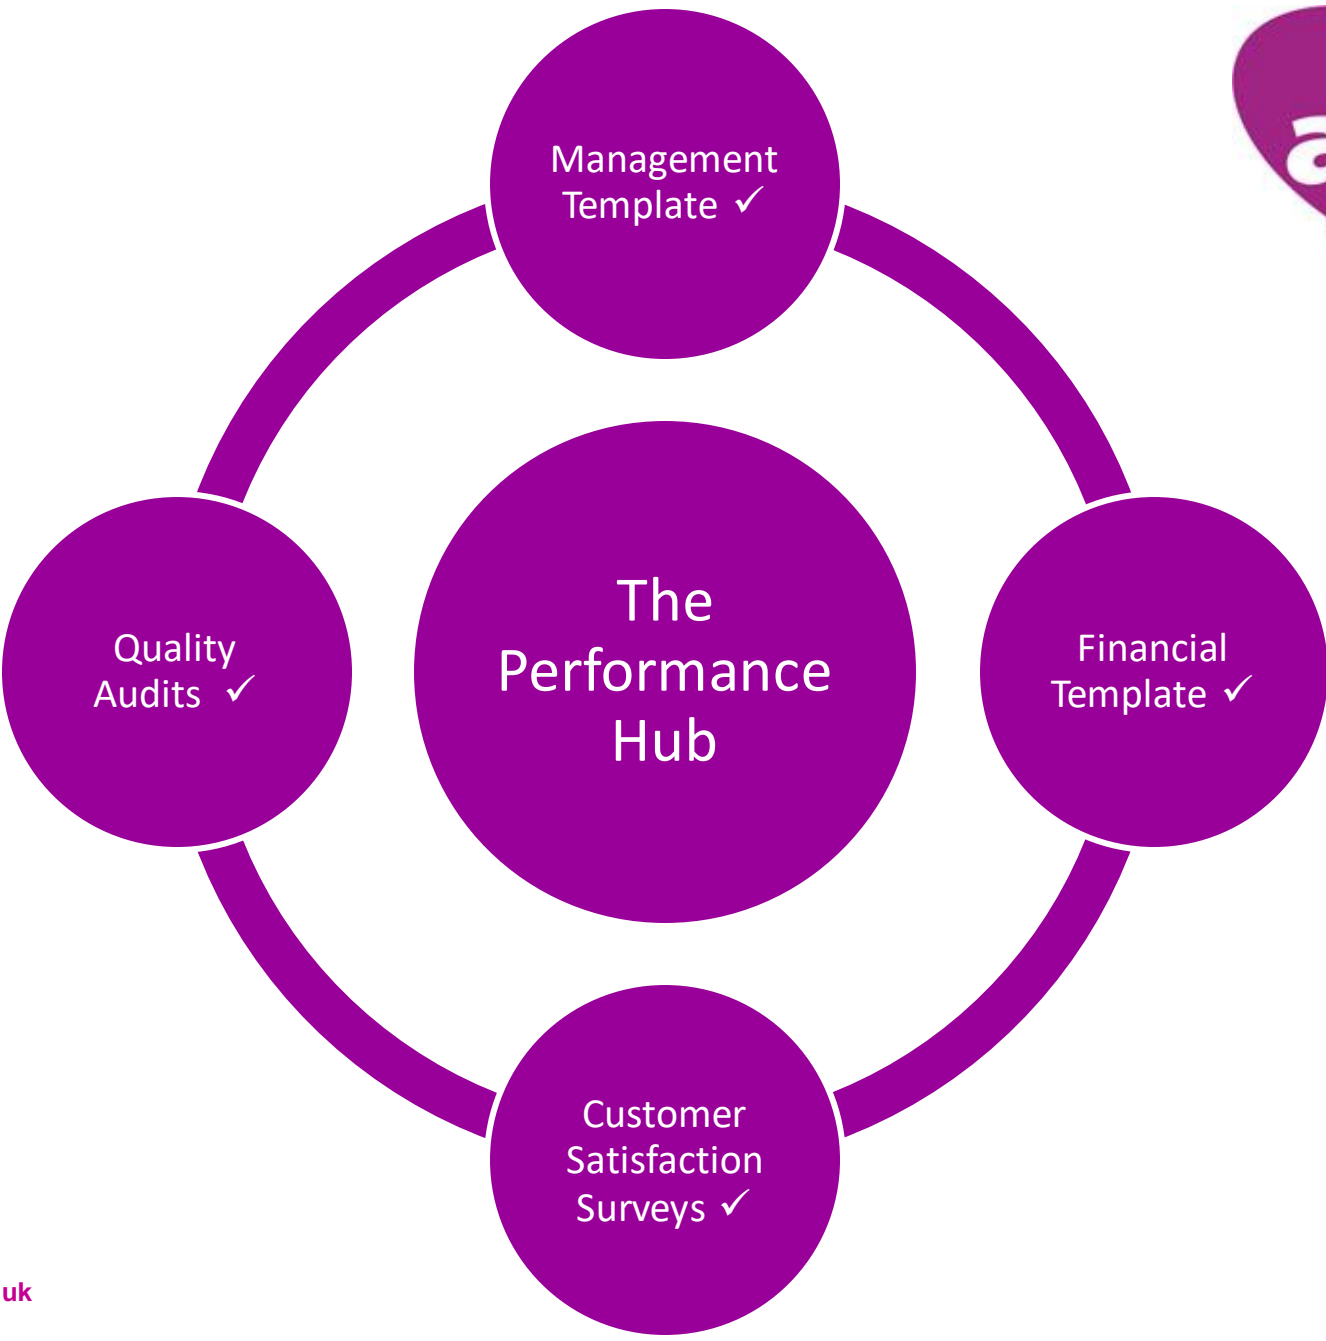 Management
Template ✓
a
The
Performance
Hub
Quality
Audits ✓
Financial
Template ✓
Customer
Satisfaction
Surveys ✓
uk